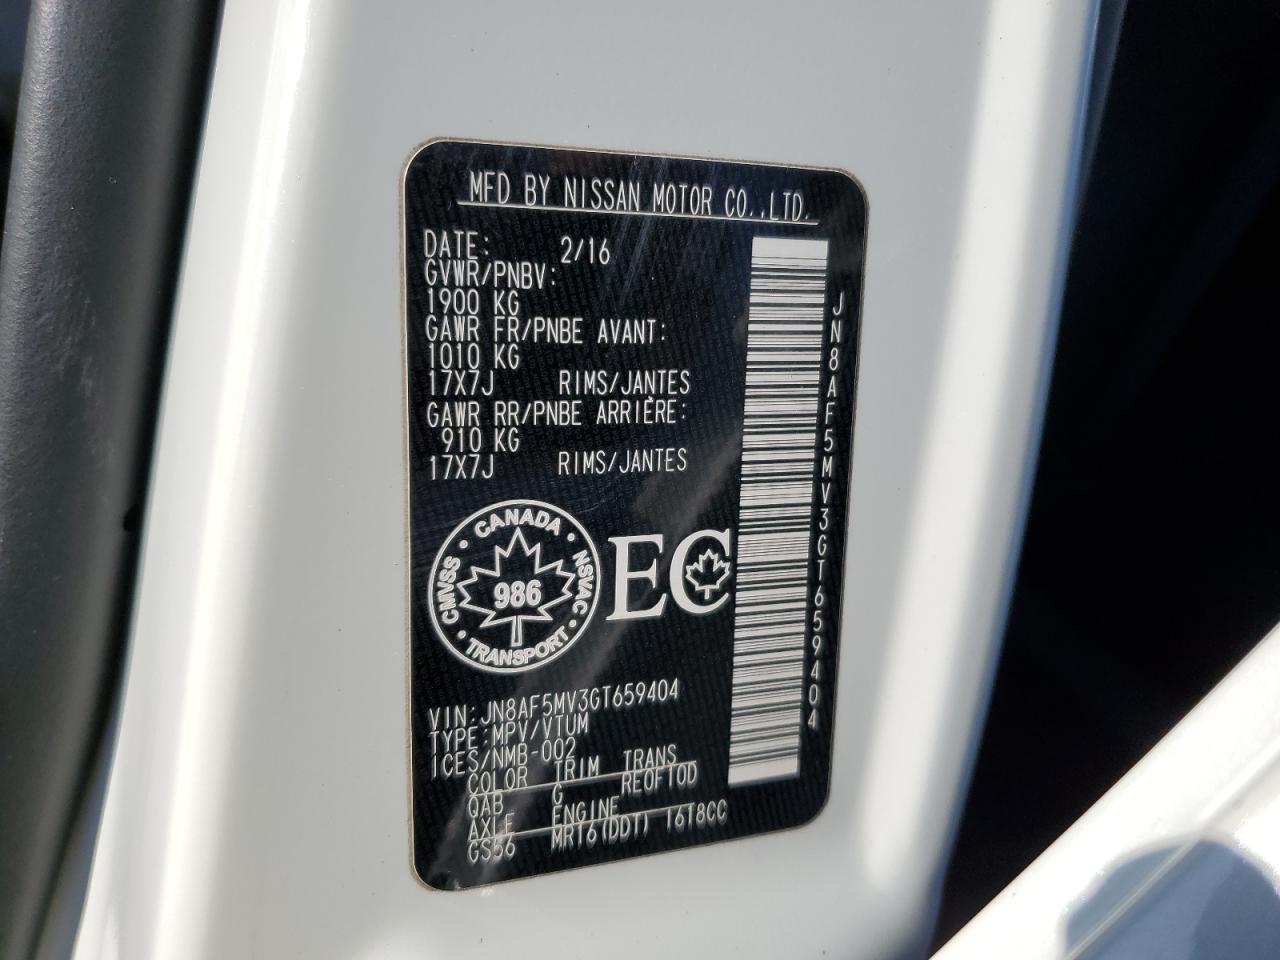 MFD BY NISSAN MOTOR CO.,LTD.
DATE: 2/16
GVWR/PNBV:
1900 KG
GAWR FR/PNBE AVANT:
1010 KG
17X7J RIMS/JANTES
GAWR RR/PNBE ARRIÈRE:
910 KG
17X7J RIMS/JANTES
CANADA
CMVSS
NSVAC
986
TRANSPORT
EC
VIN:JN8AF5MV3GT659404
TYPE:MPV/VTUM
ICES/NMB-002
COLOR TRIM TRANS
QAB G RE0F10D
AXLE ENGINE
GS56 MR16(DDT) 1618CC
JN8AF5MV3GT659404